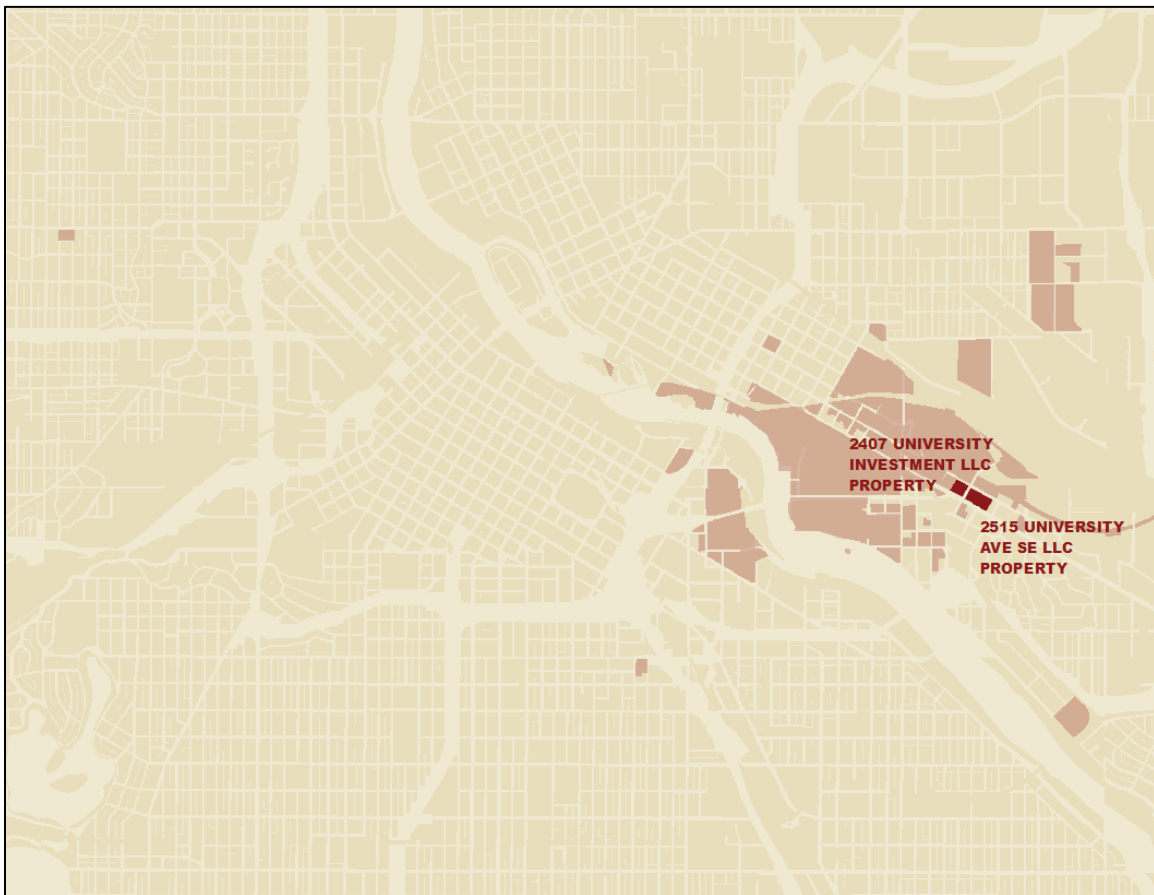 2407 UNIVERSITY
INVESTMENT LLC
PROPERTY
2515 UNIVERSITY
AVE SE LLC
PROPERTY